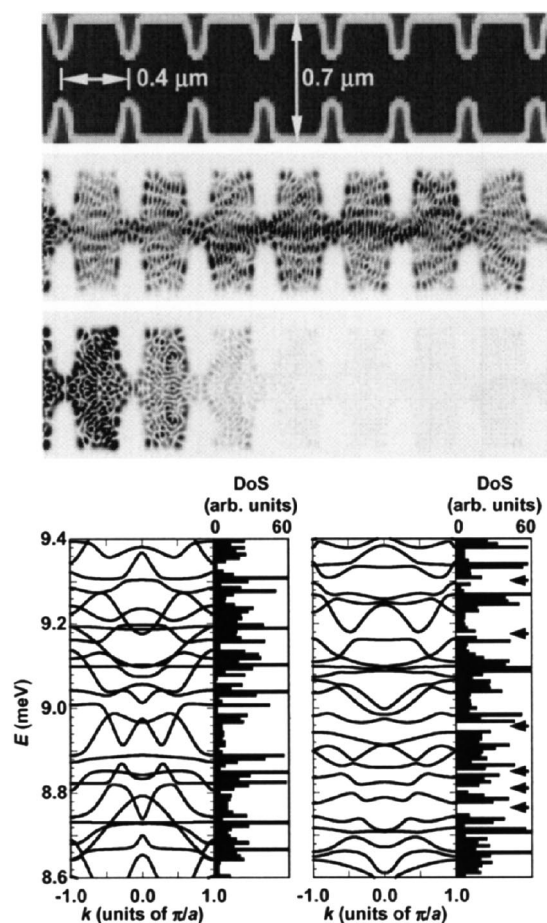 0.4 µm
0.7 µm
DoS
(arb. units)
0 60
DoS
(arb. units)
0 60
9.4
9.2
9.0
8.8
8.6
E (meV)
-1.0 0.0 1.0
k (units of π/a)
-1.0 0.0 1.0
k (units of π/a)